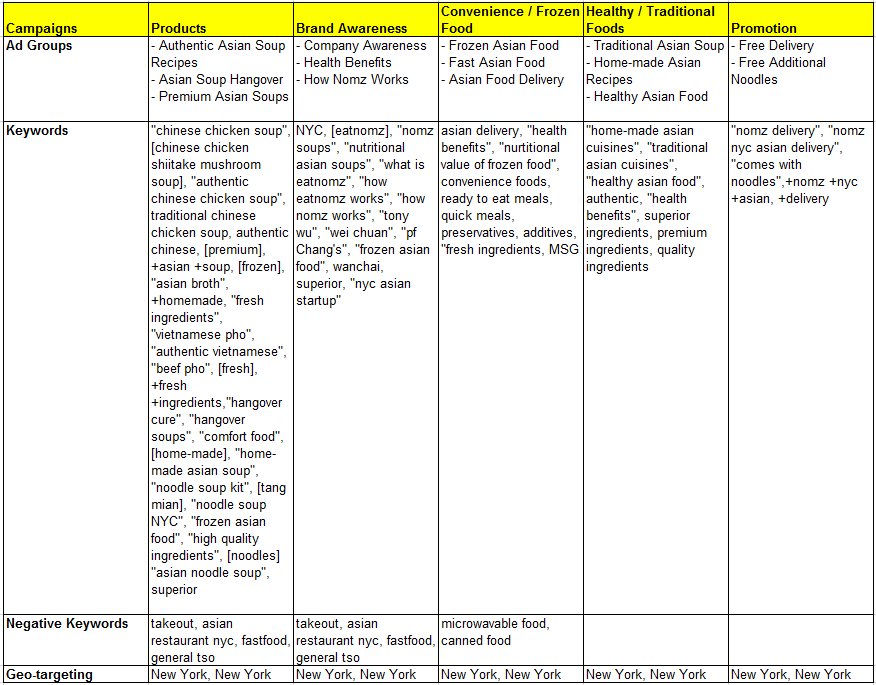 Campaigns
Products
Brand Awareness
Convenience / Frozen
Food
Healthy / Traditional
Foods
Promotion
Ad Groups
- Authentic Asian Soup
Recipes
- Asian Soup Hangover
- Premium Asian Soups
- Company Awareness
- Health Benefits
- How Nomz Works
- Frozen Asian Food
- Fast Asian Food
- Asian Food Delivery
- Traditional Asian Soup
- Home-made Asian
Recipes
- Healthy Asian Food
- Free Delivery
- Free Additional
Noodles
Keywords
"chinese chicken soup",
[chinese chicken
shiitake mushroom
soup], "authentic
chinese chicken soup",
traditional chinese
chicken soup, authentic
chinese, [premium],
+asian +soup, [frozen],
"asian broth",
+homemade, "fresh
ingredients",
"vietnamese pho",
"authentic vietnamese",
"beef pho", [fresh],
+fresh
+ingredients,"hangover
cure", "hangover
soups", "comfort food",
[home-made], "home-
made asian soup",
"noodle soup kit", [tang
mian], "noodle soup
NYC", "frozen asian
food", "high quality
ingredients", [noodles]
"asian noodle soup",
superior
NYC, [eatnomz], "nomz
soups", "nutritional
asian soups", "what is
eatnomz", "how
eatnomz works", "how
nomz works", "tony
wu", "wei chuan", "pf
Chang's", "frozen asian
food", wanchai,
superior, "nyc asian
startup"
asian delivery, "health
benefits", "nurtitional
value of frozen food",
convenience foods,
ready to eat meals,
quick meals,
preservatives, additives,
"fresh ingredients, MSG
"home-made asian
cuisines", "traditional
asian cuisines",
"healthy asian food",
authentic, "health
benefits", superior
ingredients, premium
ingredients, quality
ingredients
"nomz delivery", "nomz
nyc asian delivery",
"comes with
noodles",+nomz +nyc
+asian, +delivery
Negative Keywords
takeout, asian
restaurant nyc, fastfood,
general tso
takeout, asian
restaurant nyc, fastfood,
general tso
microwavable food,
canned food
Geo-targeting
New York, New York
New York, New York
New York, New York
New York, New York
New York, New York